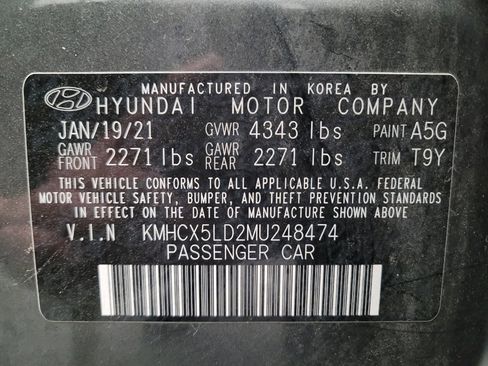 MANUFACTURED IN KOREA BY
HYUNDAI MOTOR COMPANY
JAN/19/21 GVWR 4343 lbs PAINT A5G
GAWR FRONT 2271 lbs GAWR REAR 2271 lbs TRIM T9Y
THIS VEHICLE CONFORMS TO ALL APPLICABLE U.S.A. FEDERAL
MOTOR VEHICLE SAFETY, BUMPER, AND THEFT PREVENTION STANDARDS
IN EFFECT ON THE DATE OF MANUFACTURE SHOWN ABOVE
V.I.N KMHCX5LD2MU248474
PASSENGER CAR